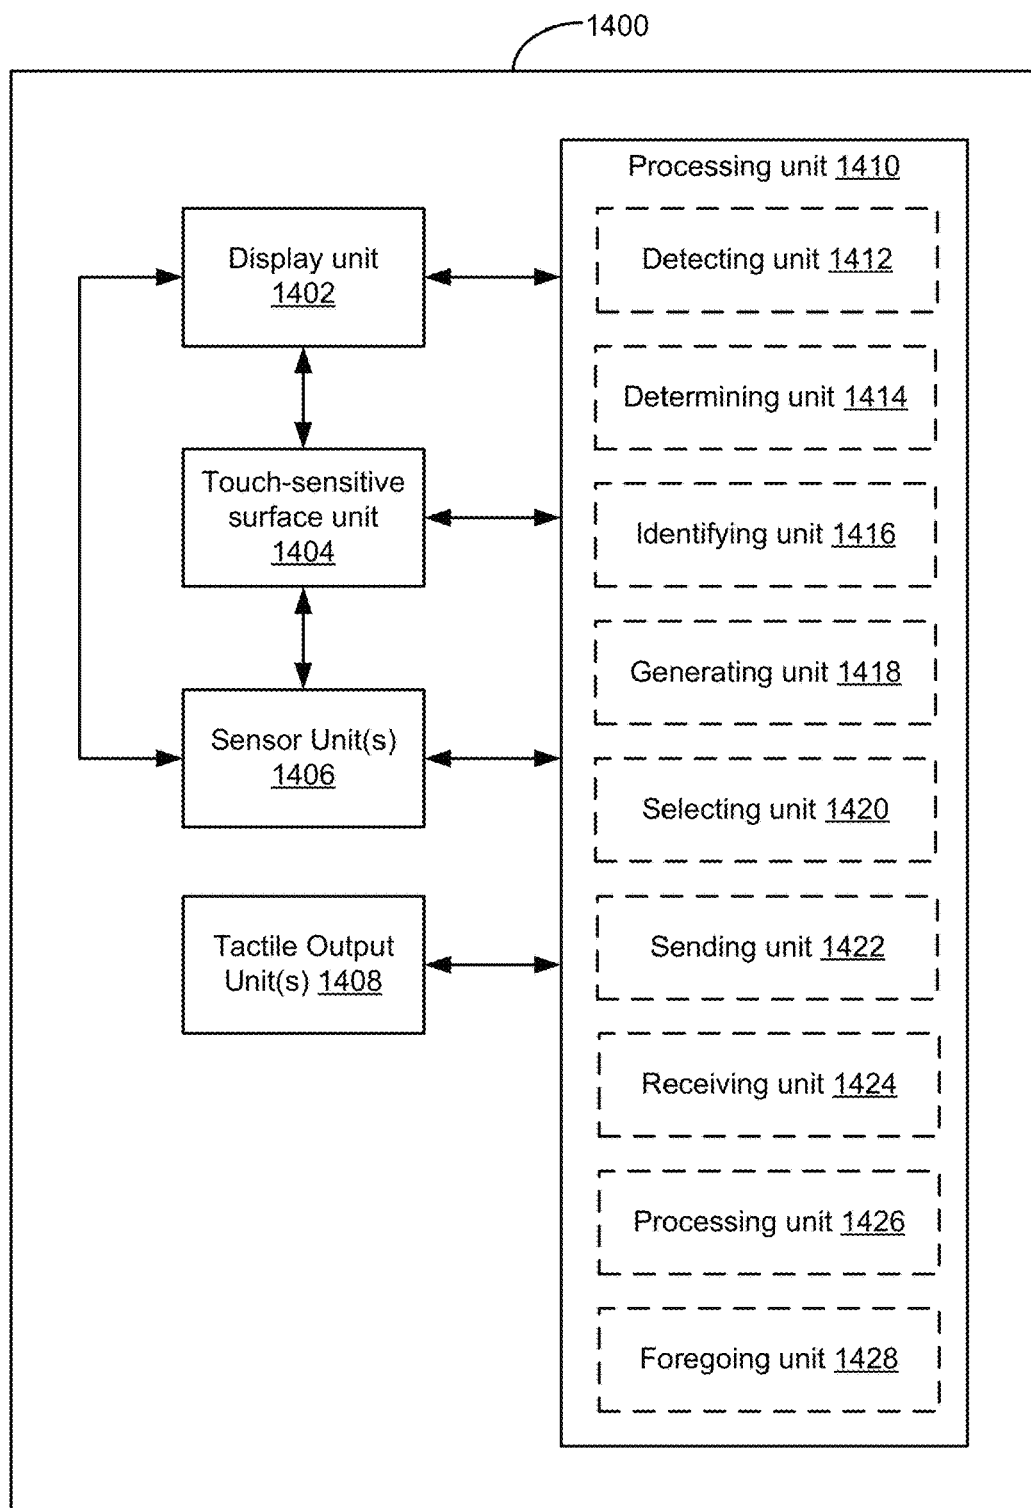 1400
Processing unit 1410
Display unit
1402
Detecting unit 1412
Determining unit 1414
Touch-sensitive
surface unit
1404
Identifying unit 1416
Generating unit 1418
Sensor Unit(s)
1406
Selecting unit 1420
Tactile Output
Unit(s) 1408
Sending unit 1422
Receiving unit 1424
Processing unit 1426
Foregoing unit 1428